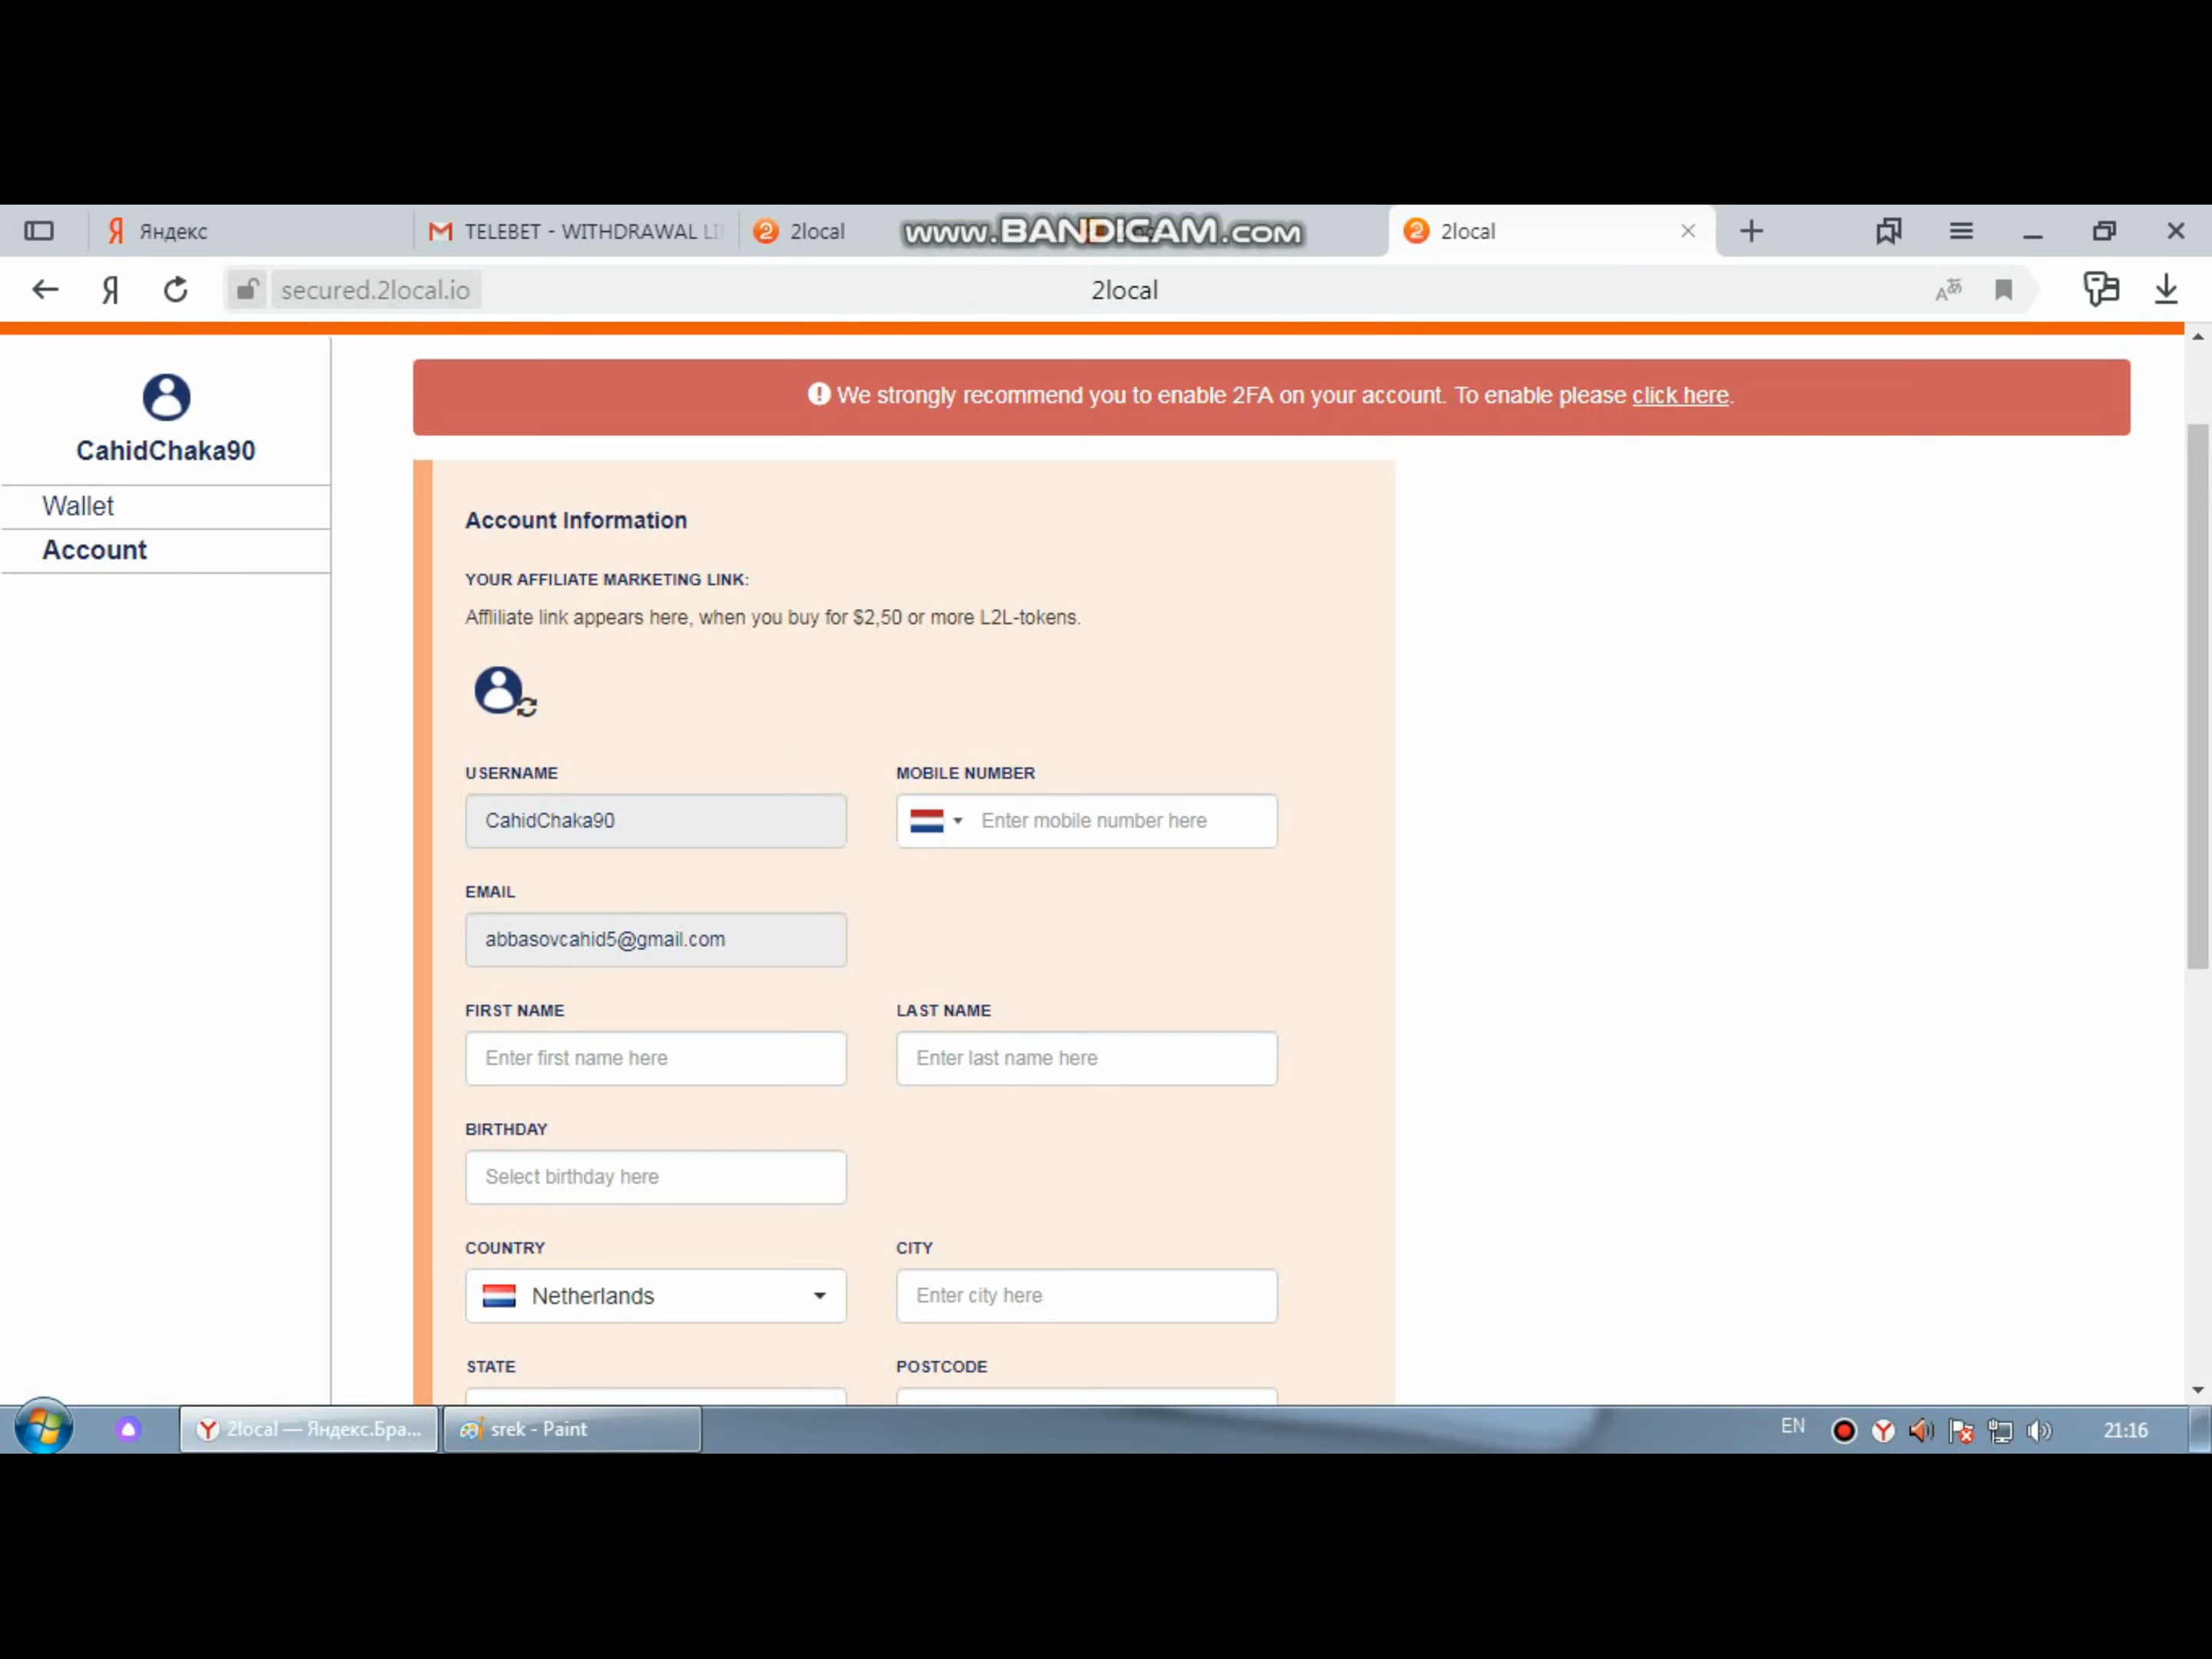 Яндекс
TELEBET - WITHDRAWAL LI
2local
www.BANDICAM.com
2local
secured.2local.io
2local
We strongly recommend you to enable 2FA on your account. To enable please click here.
CahidChaka90
Wallet
Account
Account Information
YOUR AFFILIATE MARKETING LINK:
Affliliate link appears here, when you buy for $2,50 or more L2L-tokens.
USERNAME
MOBILE NUMBER
CahidChaka90
Enter mobile number here
EMAIL
abbasovcahid5@gmail.com
FIRST NAME
LAST NAME
Enter first name here
Enter last name here
BIRTHDAY
Select birthday here
COUNTRY
CITY
Netherlands
Enter city here
STATE
POSTCODE
2local — Яндекс.Бра...
srek - Paint
EN
21:16